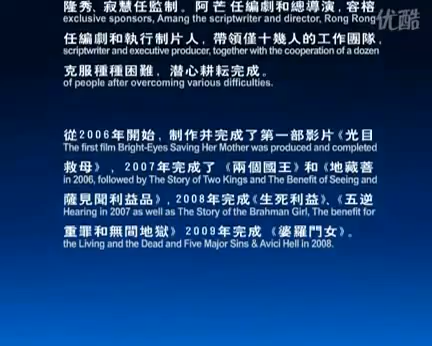 隆秀、寂慧任監制。阿芒任編劇和總導演，容榕
exclusive sponsors, Amang the scriptwriter and director, Rong Rong
优酷
任編劇和執行制片人，帶領僅十幾人的工作團隊，
scriptwriter and executive producer, together with the cooperation of a dozen
克服種種困難，潜心耕耘完成。
of people after overcoming various difficulties.
從2006年開始，制作并完成了第一部影片《光目
The first film Bright-Eyes Saving Her Mother was produced and completed
救母》，2007年完成了《兩個國王》和《地藏菩
in 2006, followed by The Story of Two Kings and The Benefit of Seeing and
薩見聞利益品》，2008年完成《生死利益》、《五逆
Hearing in 2007 as well as The Story of the Brahman Girl, The benefit for
重罪和無間地獄》2009年完成《婆羅門女》。
the Living and the Dead and Five Major Sins & Avici Hell in 2008.